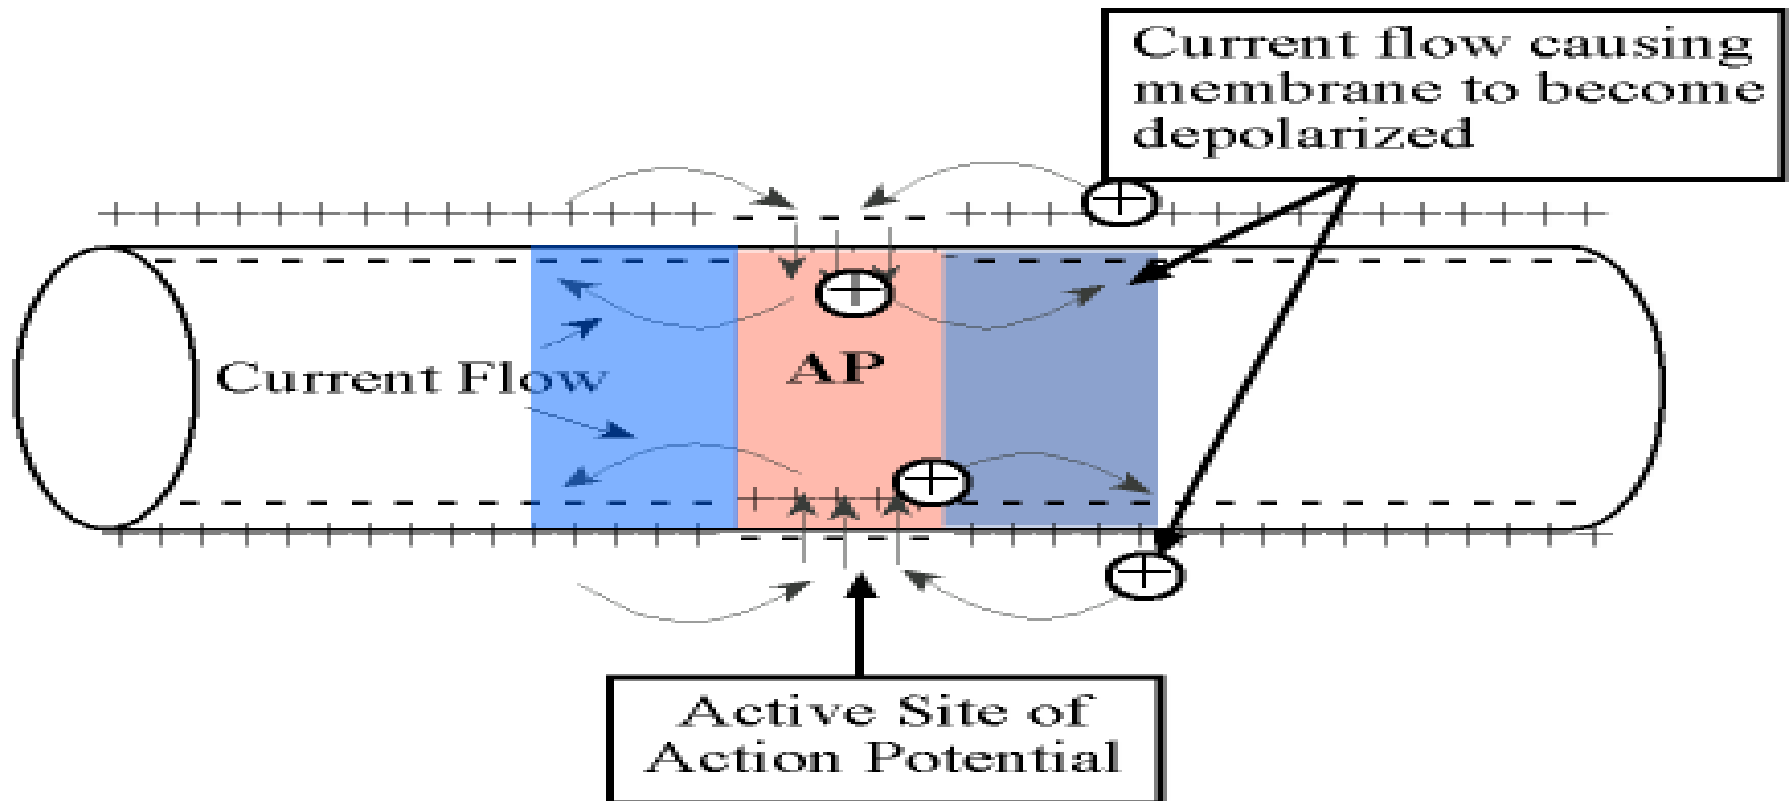 Current flow causing
membrane to become
depolarized
Current Flow
AP
Active Site of
Action Potential